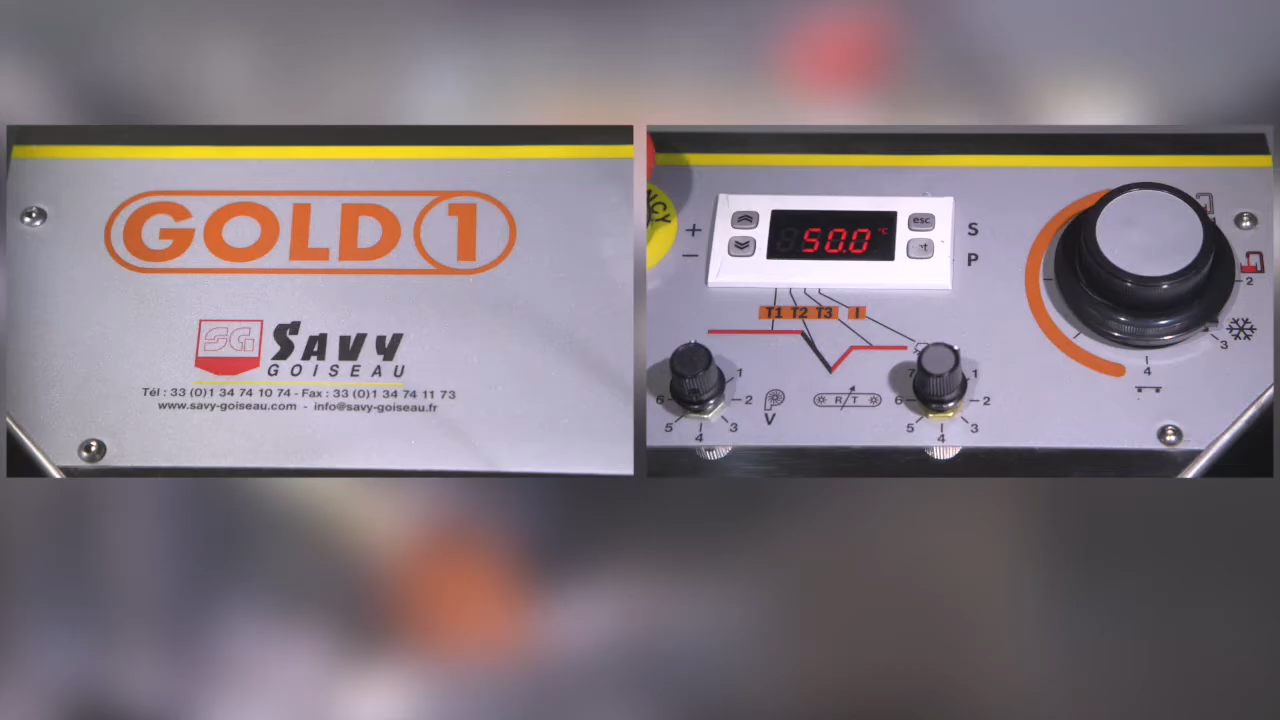 GOLD 1
SG SAVY
GOISEAU
Tél : 33 (0)1 34 74 10 74 - Fax : 33 (0)1 34 74 11 73
www.savy-goiseau.com - info@savy-goiseau.fr
+ 50.0 °C esc S
− P
T1 T2 T3 I
1
2
3
4
5
6
V
R/T
1
2
3
4
5
6
7
2
3
4